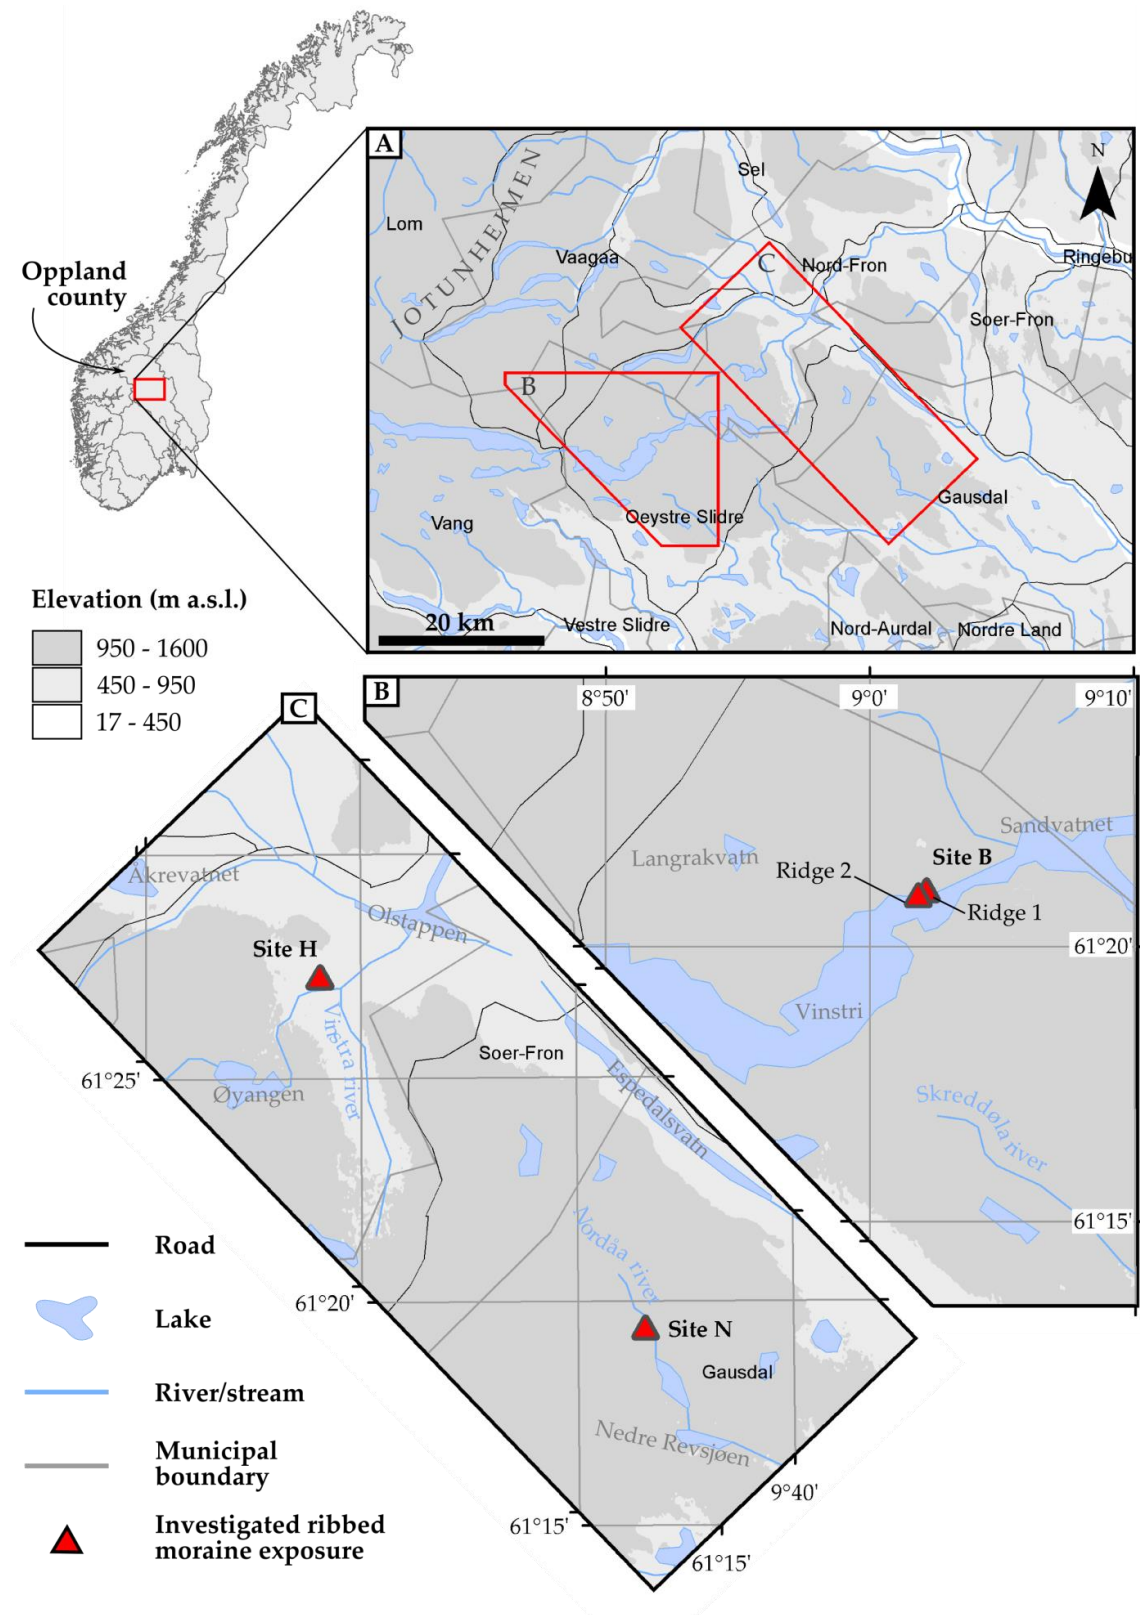 Oppland
county
A
N
JOTUNHEIMEN
Sel
Lom
Vaagaa
C
Nord-Fron
Ringebu
Soer-Fron
B
Gausdal
Oeystre Slidre
Vang
20 km
Vestre Slidre
Nord-Aurdal
Nordre Land
Elevation (m a.s.l.)
950 - 1600
450 - 950
17 - 450
B
8°50'
9°0'
9°10'
Sandvatnet
Langrakvatn
Site B
Ridge 2
Ridge 1
61°20'
Vinstri
Skreddøla river
61°15'
C
Åkrevatnet
Olstappen
Site H
Vinstra river
Soer-Fron
61°25'
Øyangen
Espedalsvatn
Nordåa river
61°20'
Site N
Gausdal
Nedre Revsjøen
9°40'
61°15'
61°15'
Road
Lake
River/stream
Municipal
boundary
Investigated ribbed
moraine exposure